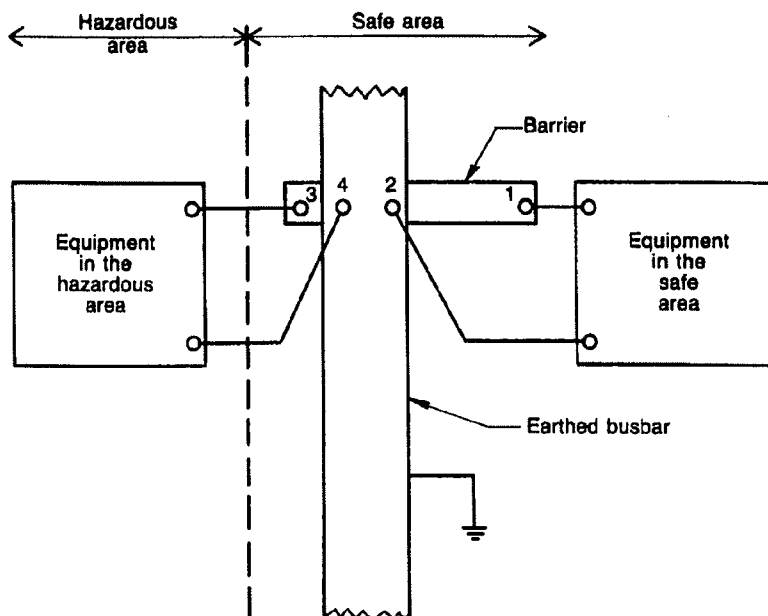 Hazardous
area
Safe area
Barrier
3
4
2
1
Equipment
in the
hazardous
area
Equipment
in the
safe
area
Earthed busbar